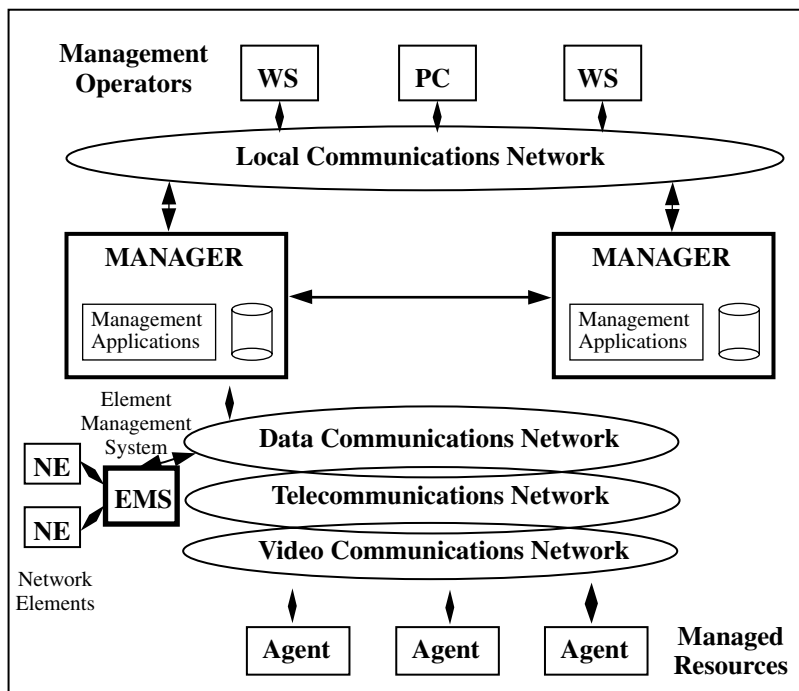 Management
Operators
WS
PC
WS
Local Communications Network
MANAGER
Management
Applications
MANAGER
Management
Applications
Element
Management
System
Data Communications Network
NE
EMS
Telecommunications Network
NE
Video Communications Network
Network
Elements
Agent
Agent
Agent
Managed
Resources